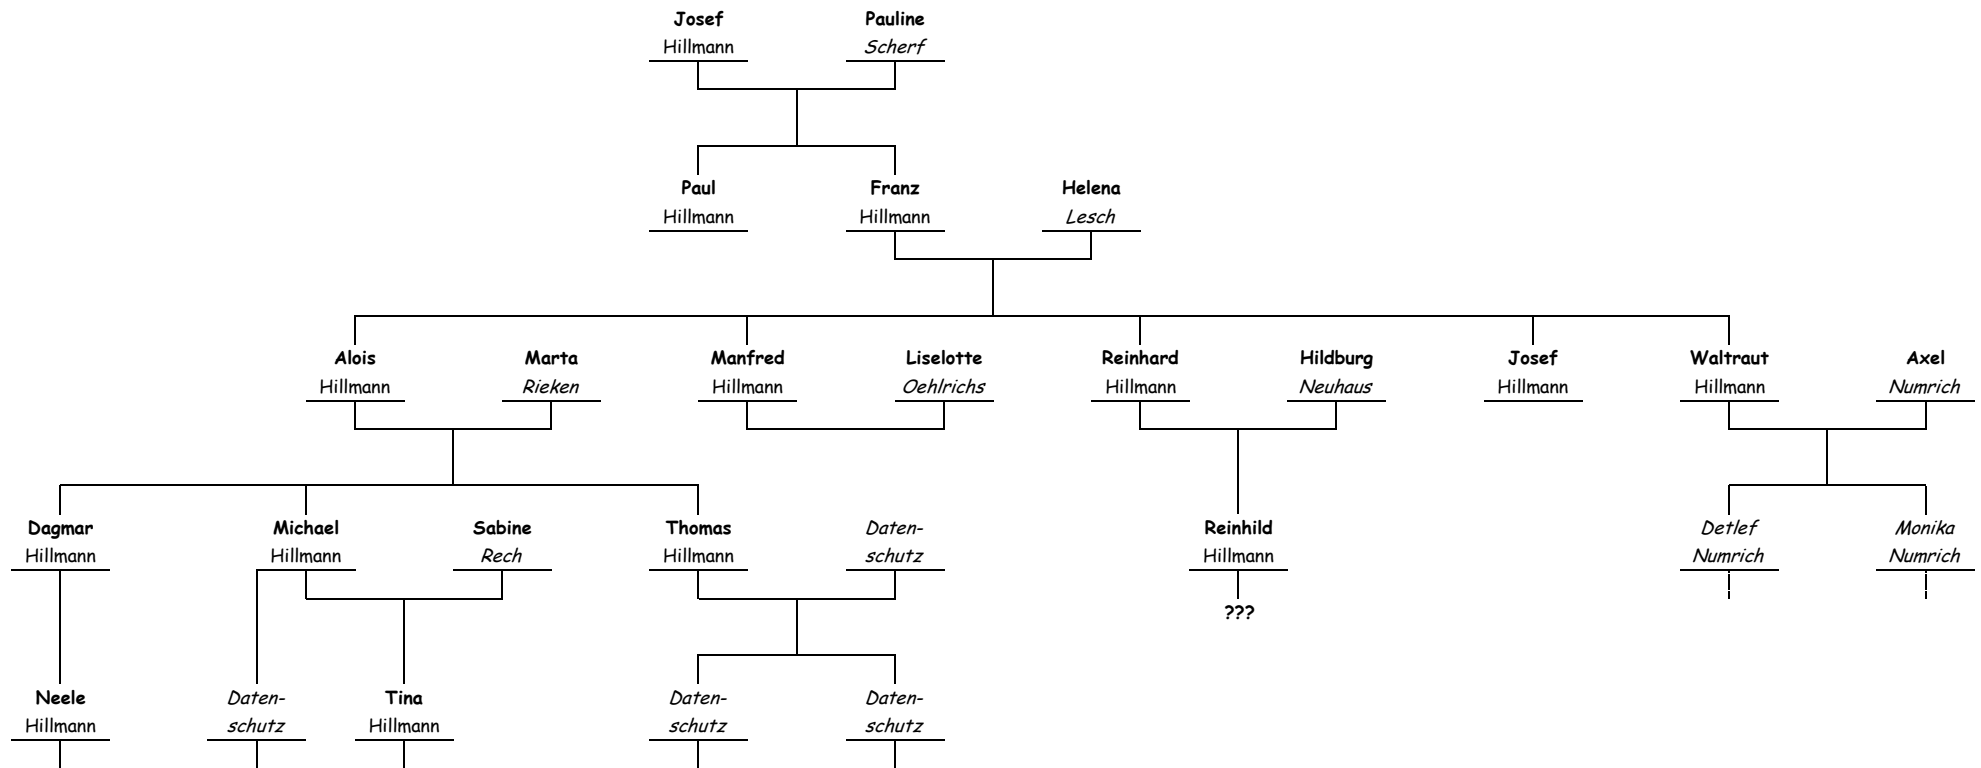 Josef Pauline
Hillmann Scherf
Paul Franz Helena
Hillmann Hillmann Lesch
Alois Marta Manfred Liselotte Reinhard Hildburg Josef Waltraut Axel
Hillmann Rieken Hillmann Oehlrichs Hillmann Neuhaus Hillmann Hillmann Numrich
Dagmar Michael Sabine Thomas Daten- Reinhild Detlef Monika
Hillmann Hillmann Rech Hillmann schutz Hillmann Numrich Numrich
???
Neele Daten- Tina Daten- Daten-
Hillmann schutz Hillmann schutz schutz